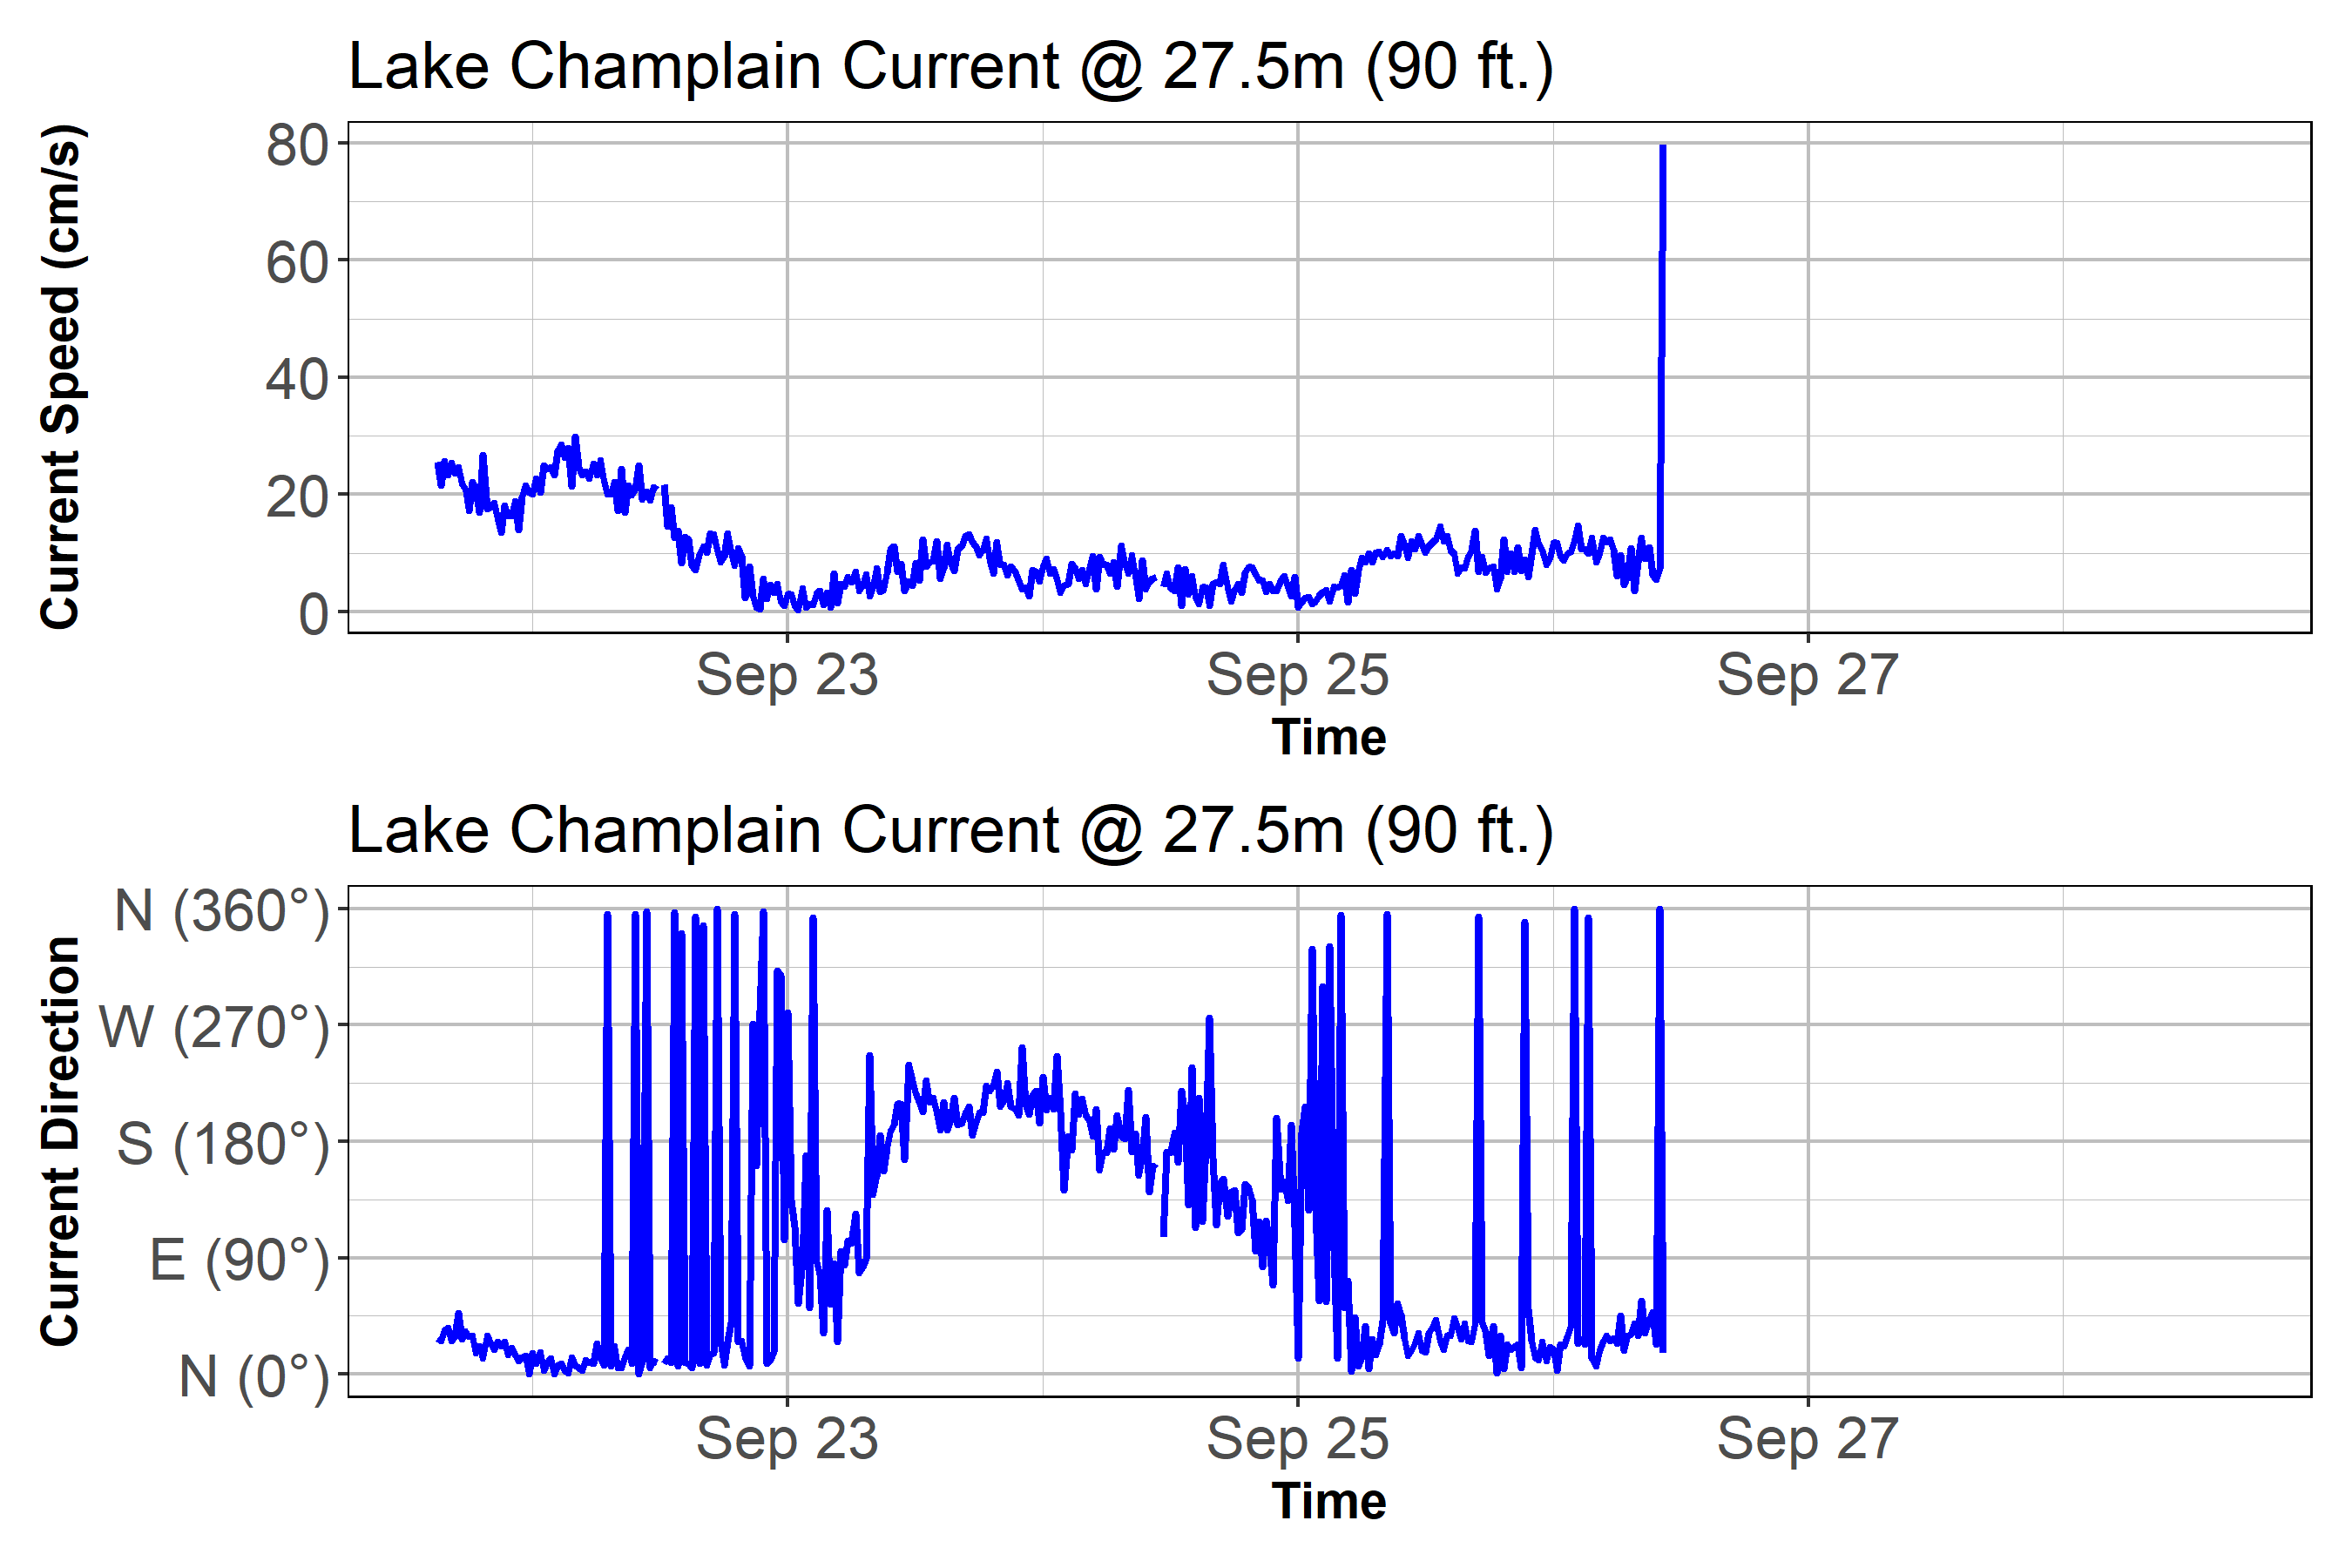 Lake Champlain Current @ 27.5m (90 ft.)
Current Speed (cm/s)
80
60
40
20
0
Sep 23 Sep 25 Sep 27
Time
Lake Champlain Current @ 27.5m (90 ft.)
Current Direction
N (360°)
W (270°)
S (180°)
E (90°)
N (0°)
Sep 23 Sep 25 Sep 27
Time